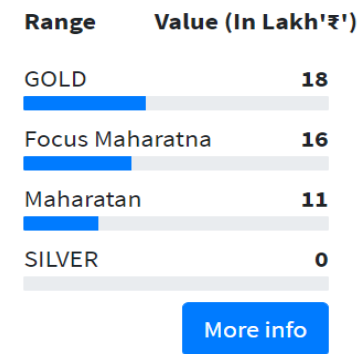 Range Value (In Lakh'₹')
GOLD 18
Focus Maharatna 16
Maharatan 11
SILVER 0
More info